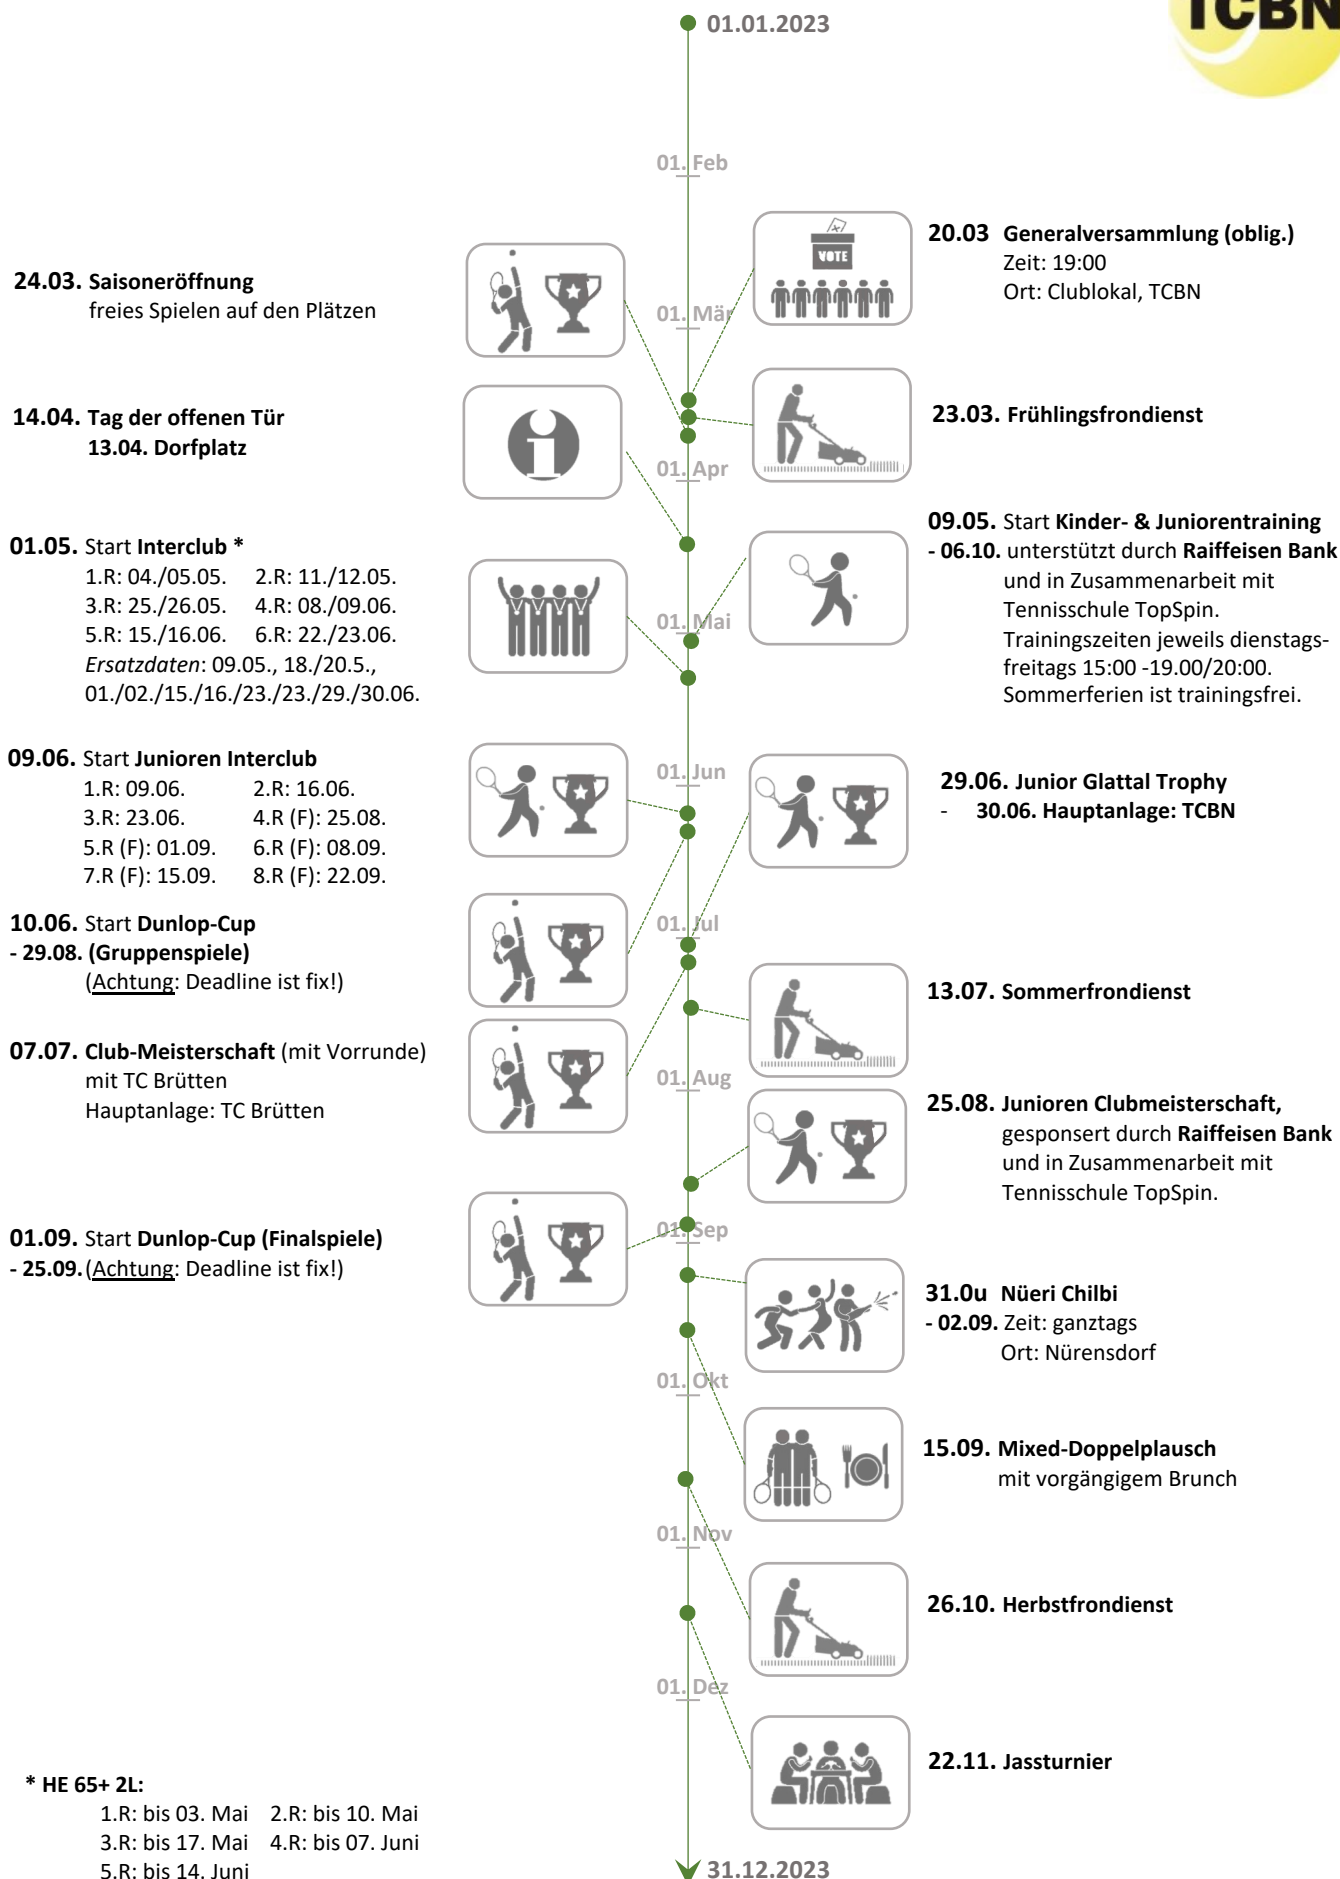 TCBN
01.01.2023
01. Feb
20.03 Generalversammlung (oblig.)
Zeit: 19:00
Ort: Clublokal, TCBN
VOTE
24.03. Saisoneröffnung
freies Spielen auf den Plätzen
01. Mär
23.03. Frühlingsfrondienst
14.04. Tag der offenen Tür
13.04. Dorfplatz
i
01. Apr
09.05. Start Kinder- & Juniorentraining
- 06.10. unterstützt durch Raiffeisen Bank
und in Zusammenarbeit mit
Tennisschule TopSpin.
Trainingszeiten jeweils dienstags-
freitags 15:00 -19.00/20:00.
Sommerferien ist trainingsfrei.
01.05. Start Interclub *
1.R: 04./05.05. 2.R: 11./12.05.
3.R: 25./26.05. 4.R: 08./09.06.
5.R: 15./16.06. 6.R: 22./23.06.
Ersatzdaten: 09.05., 18./20.5.,
01./02./15./16./23./23./29./30.06.
01. Mai
09.06. Start Junioren Interclub
1.R: 09.06. 2.R: 16.06.
3.R: 23.06. 4.R (F): 25.08.
5.R (F): 01.09. 6.R (F): 08.09.
7.R (F): 15.09. 8.R (F): 22.09.
01. Jun
29.06. Junior Glattal Trophy
- 30.06. Hauptanlage: TCBN
10.06. Start Dunlop-Cup
- 29.08. (Gruppenspiele)
(Achtung: Deadline ist fix!)
01. Jul
13.07. Sommerfrondienst
07.07. Club-Meisterschaft (mit Vorrunde)
mit TC Brütten
Hauptanlage: TC Brütten
01. Aug
25.08. Junioren Clubmeisterschaft,
gesponsert durch Raiffeisen Bank
und in Zusammenarbeit mit
Tennisschule TopSpin.
01.09. Start Dunlop-Cup (Finalspiele)
- 25.09. (Achtung: Deadline ist fix!)
01. Sep
31.0u Nüeri Chilbi
- 02.09. Zeit: ganztags
Ort: Nürensdorf
01. Okt
15.09. Mixed-Doppelplausch
mit vorgängigem Brunch
01. Nov
26.10. Herbstfrondienst
01. Dez
22.11. Jassturnier
* HE 65+ 2L:
1.R: bis 03. Mai 2.R: bis 10. Mai
3.R: bis 17. Mai 4.R: bis 07. Juni
5.R: bis 14. Juni
31.12.2023